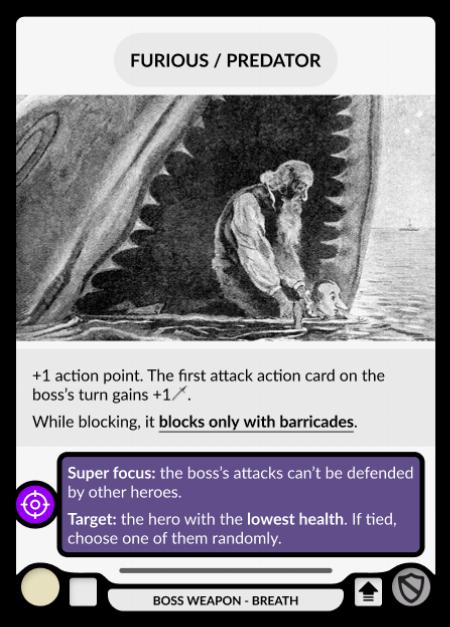 FURIOUS / PREDATOR
+1 action point. The first attack action card on the
boss's turn gains +1.
While blocking, it blocks only with barricades.
Super focus: the boss's attacks can't be defended
by other heroes.
Target: the hero with the lowest health. If tied,
choose one of them randomly.
BOSS WEAPON - BREATH